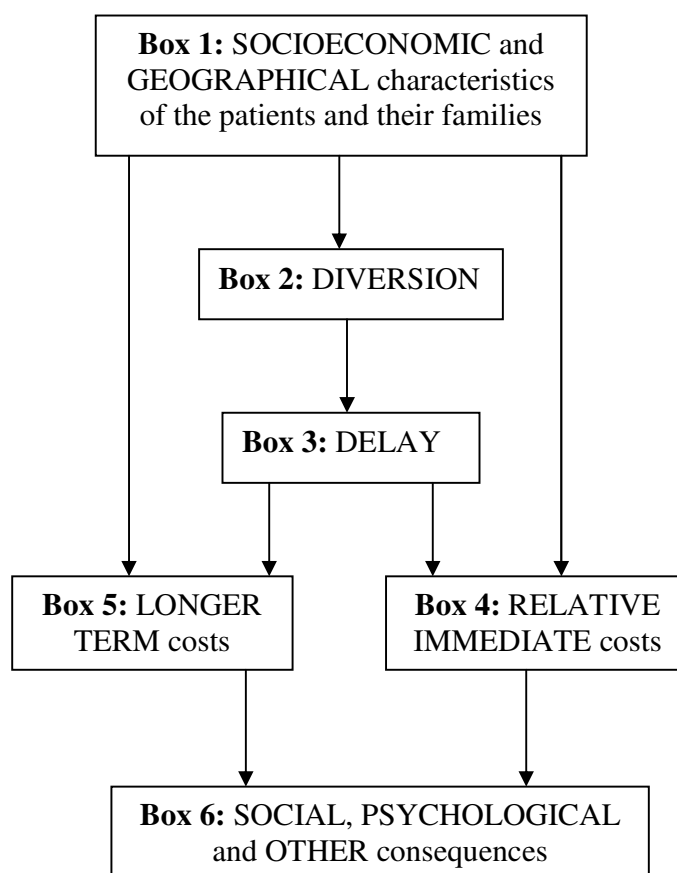 Box 1: SOCIOECONOMIC and
GEOGRAPHICAL characteristics
of the patients and their families
Box 2: DIVERSION
Box 3: DELAY
Box 5: LONGER
TERM costs
Box 4: RELATIVE
IMMEDIATE costs
Box 6: SOCIAL, PSYCHOLOGICAL
and OTHER consequences